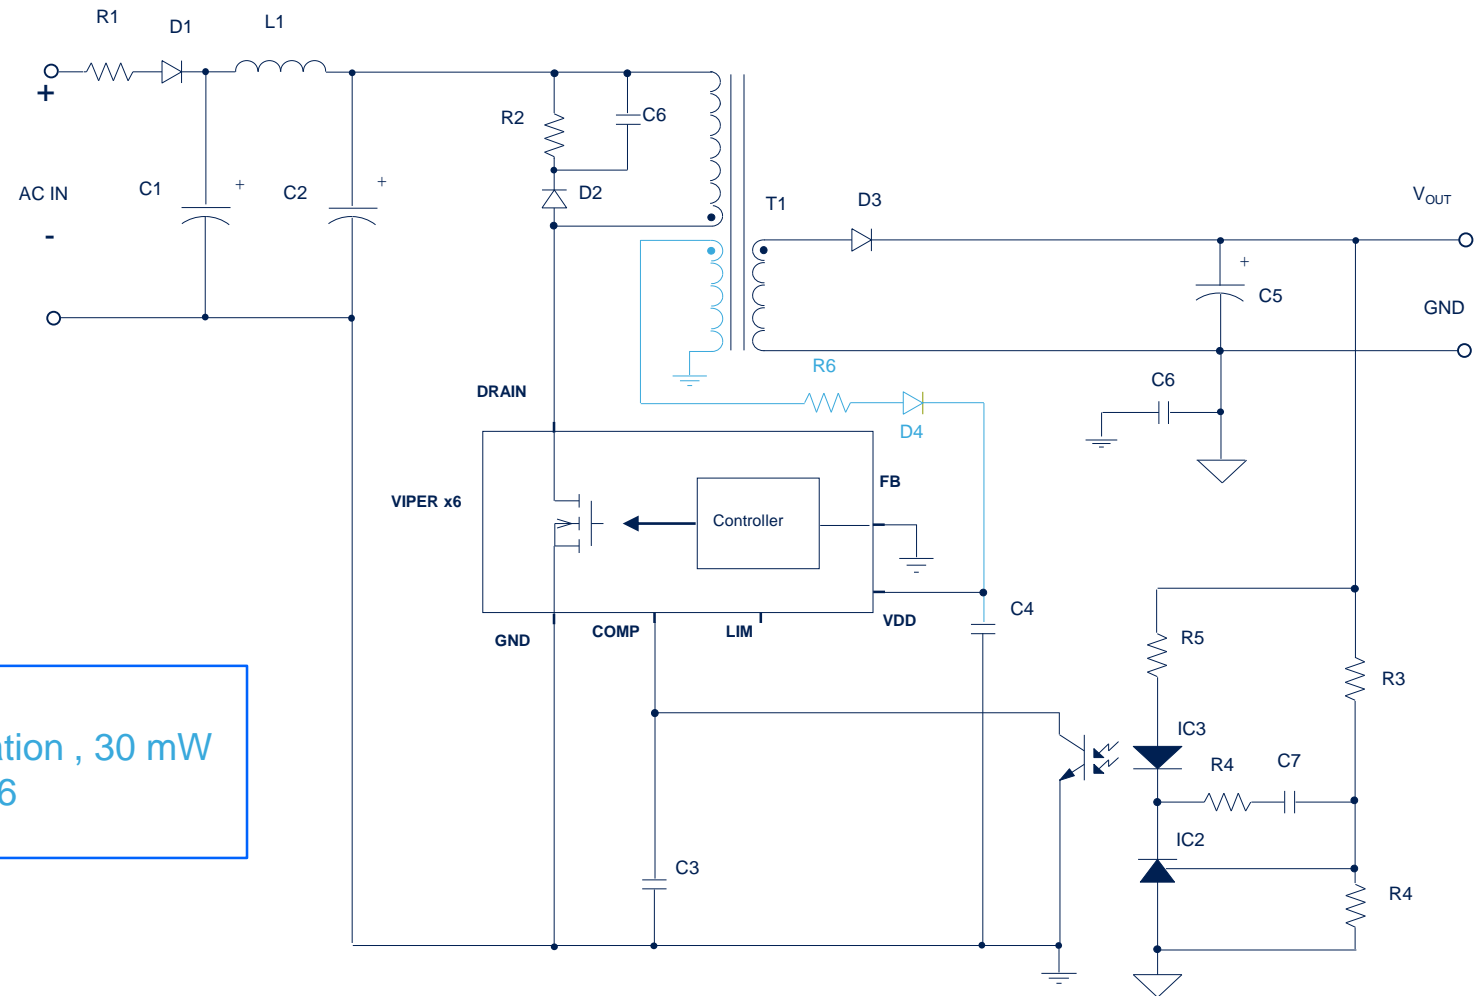 R1
D1
L1
+
R2
C6
AC IN
C1
+
C2
+
D2
T1
D3
V_OUT
-
+
C5
GND
R6
DRAIN
C6
D4
VIPER x6
FB
Controller
GND
COMP
LIM
VDD
C4
R5
R3
IC3
ation , 30 mW
6
R4
C7
IC2
C3
R4